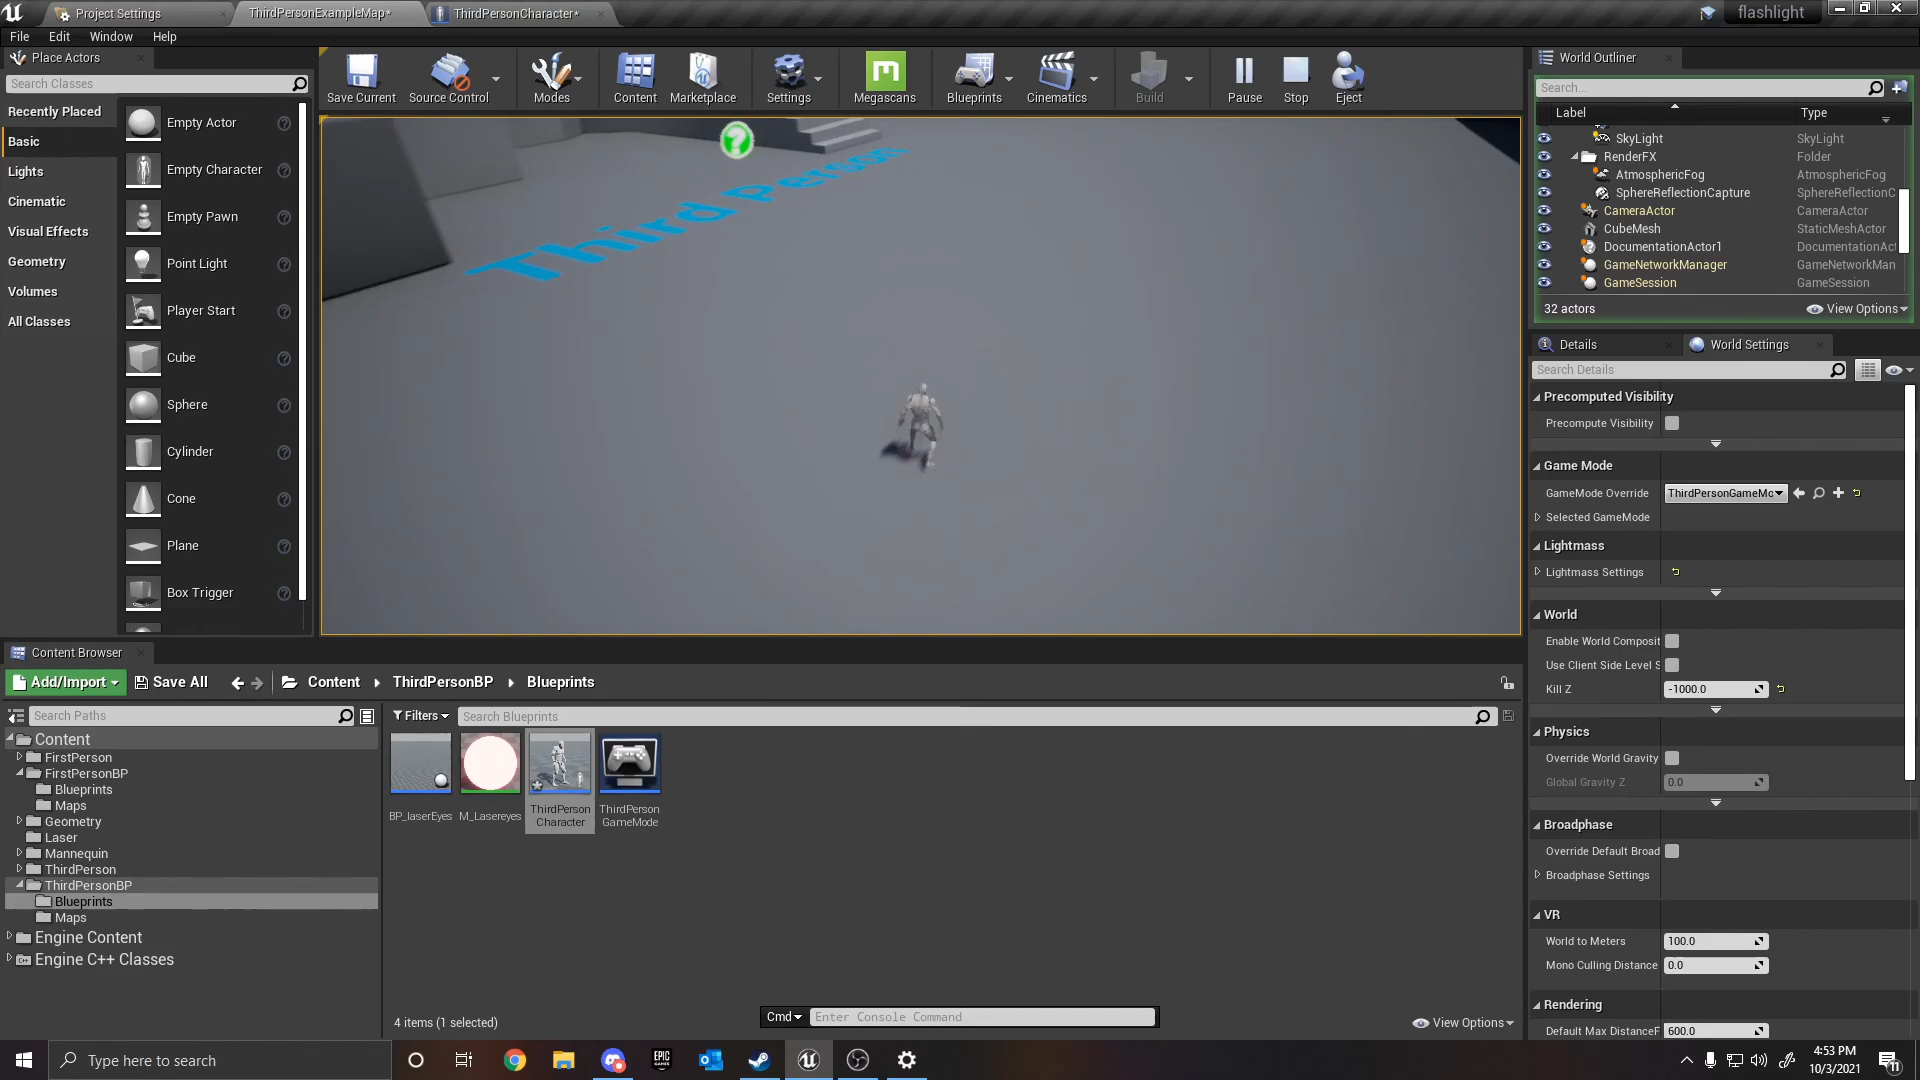 Project Settings
ThirdPersonExampleMap*
ThirdPersonCharacter*
flashlight
File Edit Window Help
Place Actors
Search Classes
Recently Placed
Basic
Lights
Cinematic
Visual Effects
Geometry
Volumes
All Classes
Empty Actor
Empty Character
Empty Pawn
Point Light
Player Start
Cube
Sphere
Cylinder
Cone
Plane
Box Trigger
Save Current
Source Control
Modes
Content
Marketplace
Settings
Megascans
Blueprints
Cinematics
Build
Pause
Stop
Eject
Third Person
World Outliner
Search...
Label Type
SkyLight SkyLight
RenderFX Folder
AtmosphericFog AtmosphericFog
SphereReflectionCapture SphereReflectionC
CameraActor CameraActor
CubeMesh StaticMeshActor
DocumentationActor1 DocumentationAct
GameNetworkManager GameNetworkMan
GameSession GameSession
32 actors
View Options
Details
World Settings
Search Details
Precomputed Visibility
Precompute Visibility
Game Mode
GameMode Override ThirdPersonGameMo
Selected GameMode
Lightmass
Lightmass Settings
World
Enable World Composit
Use Client Side Level S
Kill Z -1000.0
Physics
Override World Gravity
Global Gravity Z 0.0
Broadphase
Override Default Broad
Broadphase Settings
VR
World to Meters 100.0
Mono Culling Distance 0.0
Rendering
Default Max DistanceF 600.0
Content Browser
Add/Import
Save All
Content
ThirdPersonBP
Blueprints
Search Paths
Filters
Search Blueprints
Content
FirstPerson
FirstPersonBP
Blueprints
Maps
Geometry
Laser
Mannequin
ThirdPerson
ThirdPersonBP
Blueprints
Maps
Engine Content
Engine C++ Classes
BP_laserEyes
M_Lasereyes
ThirdPerson
Character
ThirdPerson
GameMode
4 items (1 selected)
Cmd
Enter Console Command
View Options
Type here to search
EPIC
GAMES
4:53 PM
10/3/2021
11